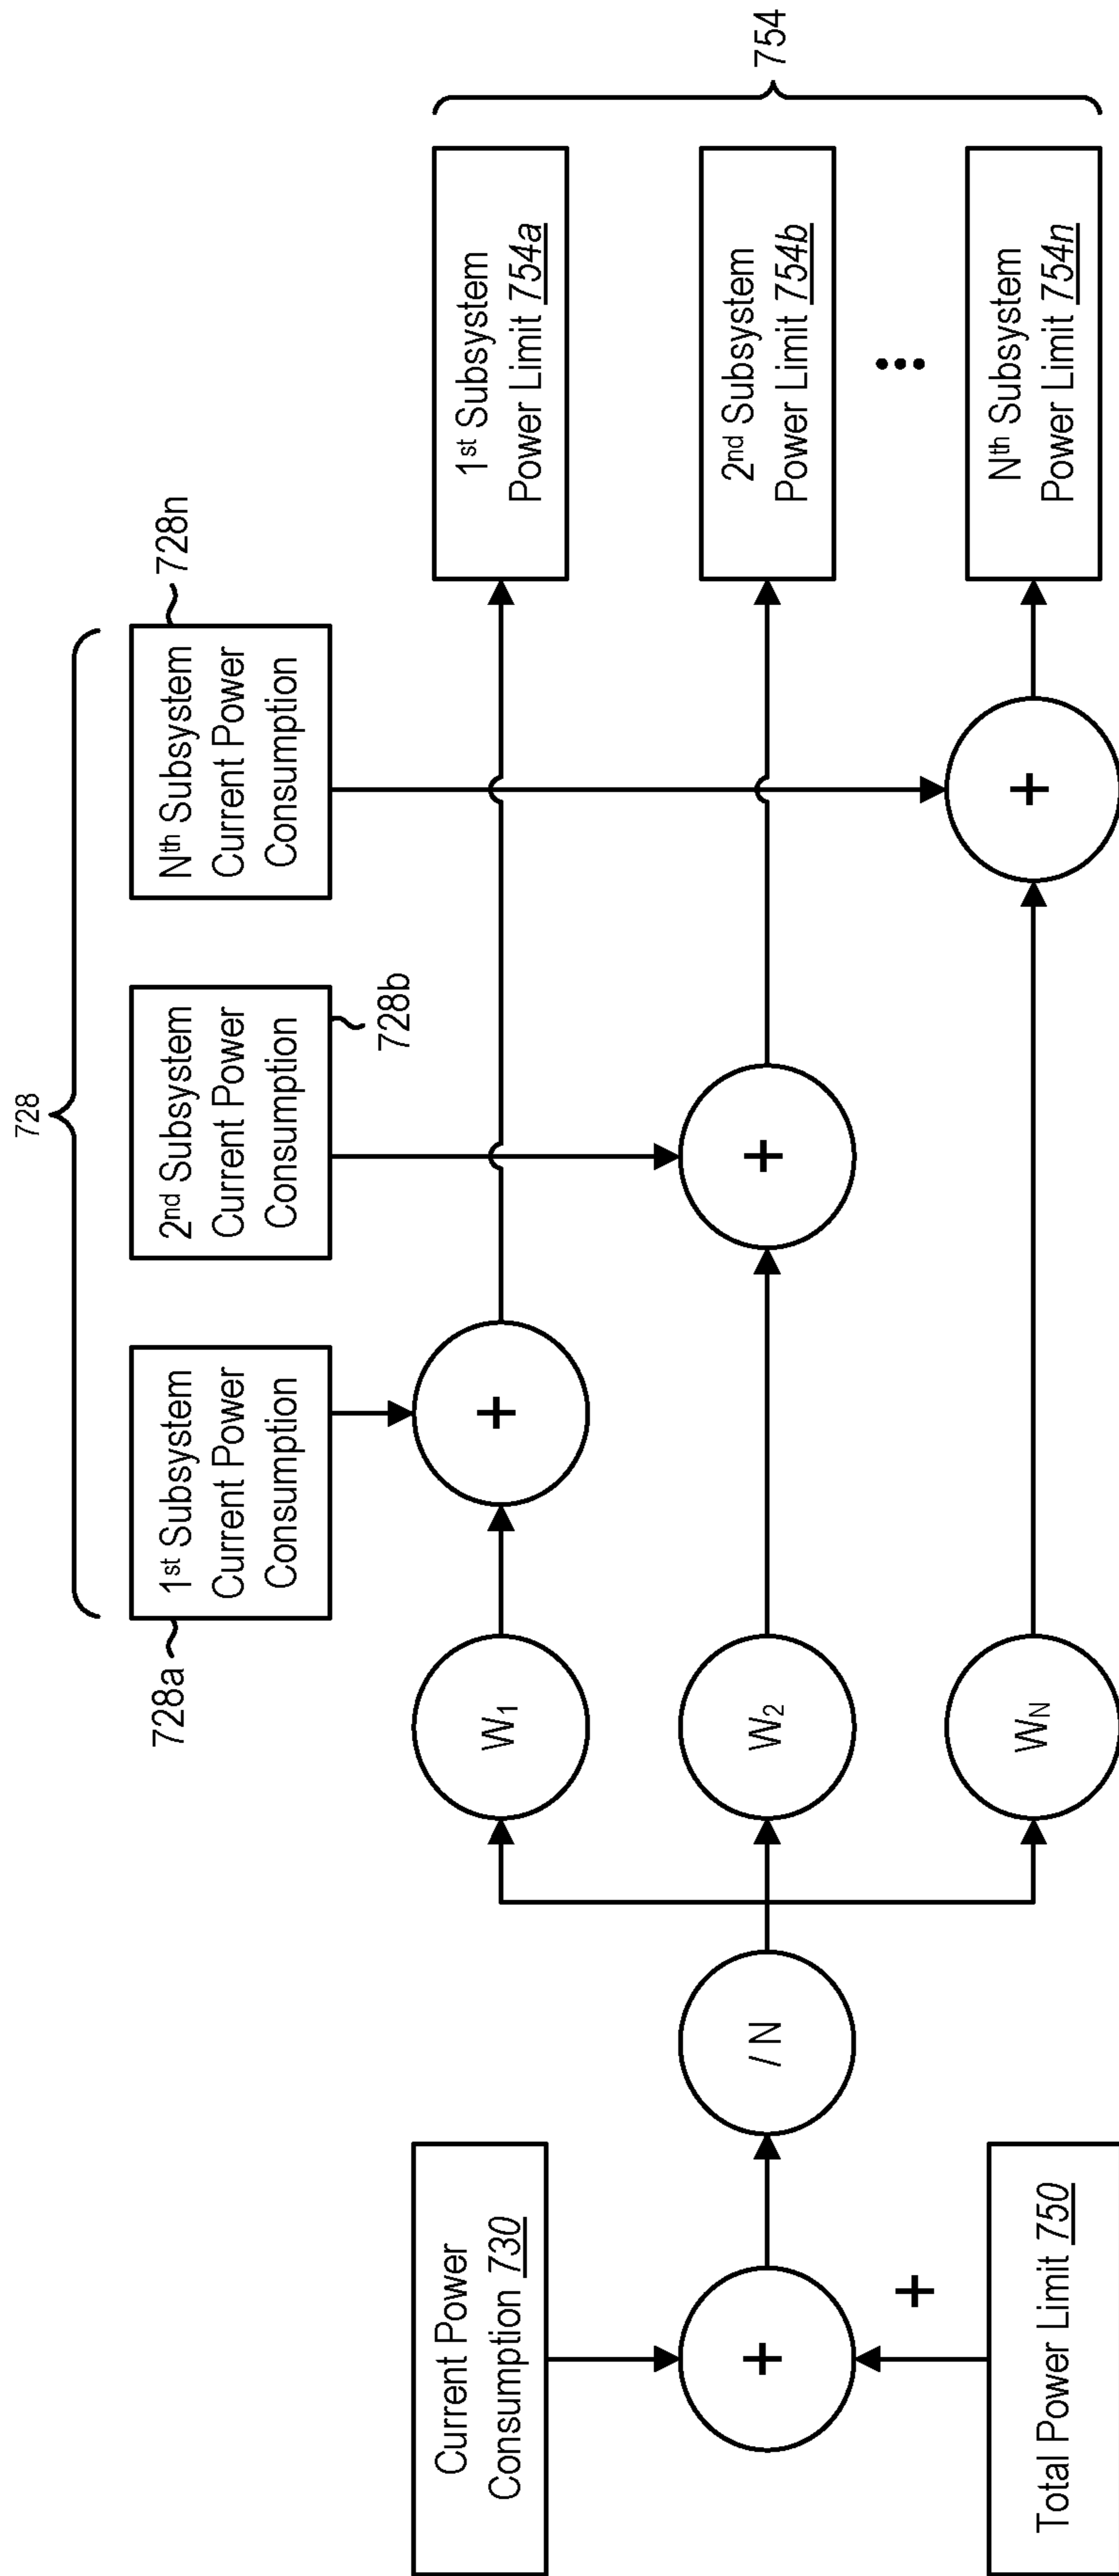 728
728a
1st Subsystem
Current Power
Consumption
2nd Subsystem
Current Power
Consumption
728b
Nth Subsystem
Current Power
Consumption
728n
Current Power
Consumption 730
+
+
Total Power Limit 750
/ N
W1
W2
WN
+
+
+
1st Subsystem
Power Limit 754a
2nd Subsystem
Power Limit 754b
Nth Subsystem
Power Limit 754n
754